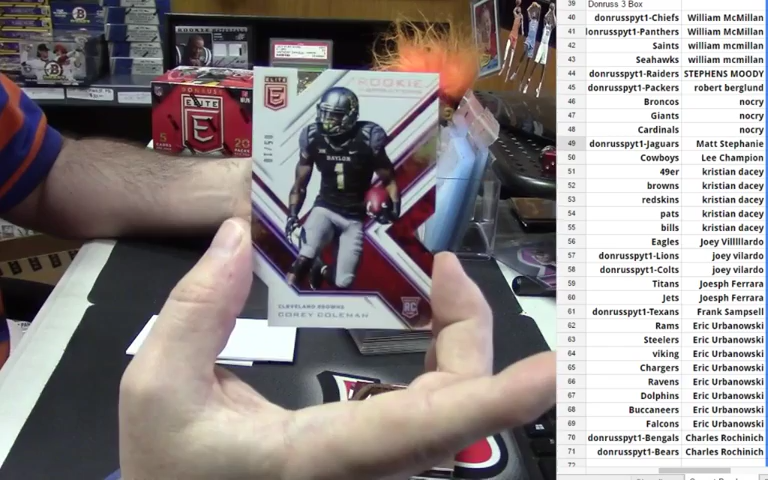 Donruss 3 Box
40 donrusspyt1-Chiefs William McMillan
41 lonrusspyt1-Panthers William McMillan
42 Saints william mcmillan
43 Seahawks william mcmillan
44 donrusspyt1-Raiders STEPHENS MOODY
45 donrusspyt1-Packers robert berglund
46 Broncos nocry
47 Giants nocry
48 Cardinals nocry
49 donrusspyt1-Jaguars Matt Stephanie
50 Cowboys Lee Champion
51 49er kristian dacey
52 browns kristian dacey
53 redskins kristian dacey
54 pats kristian dacey
55 bills kristian dacey
56 Eagles Joey Villlllardo
57 donrusspyt1-Lions joey vilardo
58 donrusspyt1-Colts joey vilardo
59 Titans Joesph Ferrara
60 Jets Joesph Ferrara
61 donrusspyt1-Texans Frank Sampsell
62 Rams Eric Urbanowski
63 Steelers Eric Urbanowski
64 viking Eric Urbanowski
65 Chargers Eric Urbanowski
66 Ravens Eric Urbanowski
67 Dolphins Eric Urbanowski
68 Buccaneers Eric Urbanowski
69 Falcons Eric Urbanowski
70 donrusspyt1-Bengals Charles Rochinich
71 donrusspyt1-Bears Charles Rochinich
ELITE
ROOKIE
BAYLOR
1
CLEVELAND BROWNS
COREY COLEMAN
RC
ELITE
E
5
20